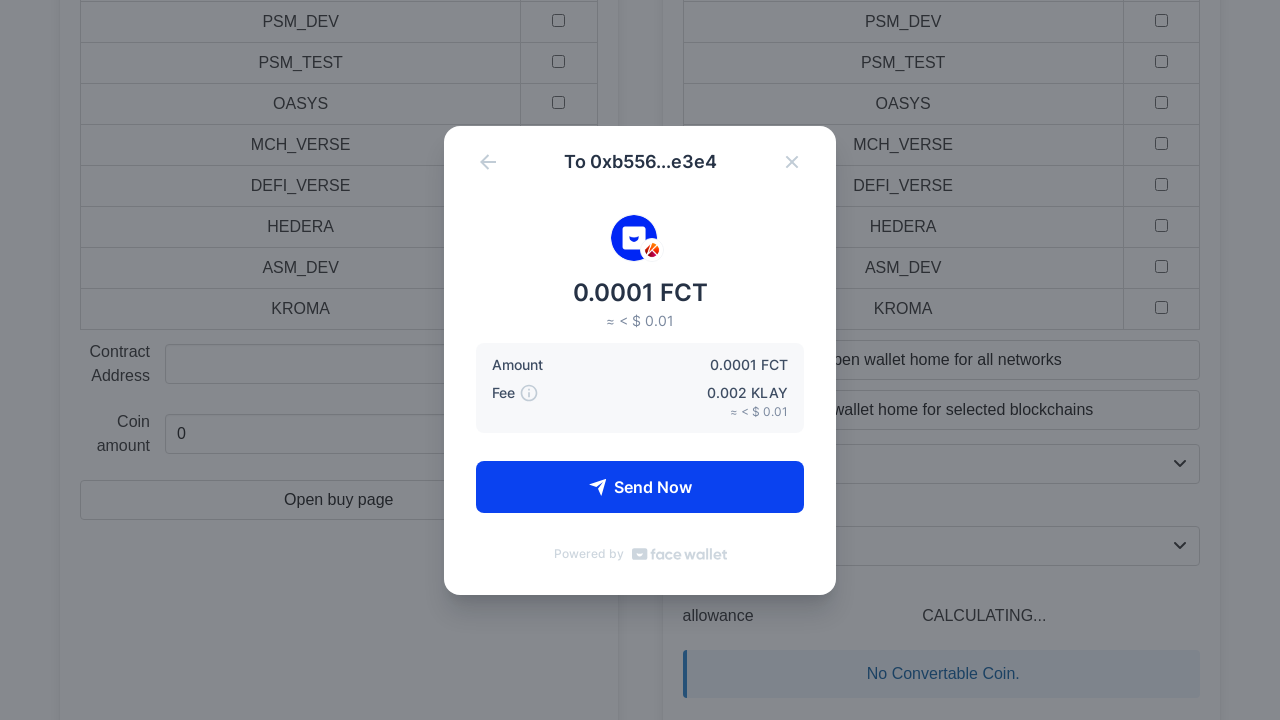 PSM_DEV
PSM_TEST
OASYS
MCH_VERSE
DEFI_VERSE
HEDERA
ASM_DEV
KROMA
Contract
Address
Coin
amount
0
Open buy page
To 0xb556...e3e4
0.0001 FCT
≈ < $ 0.01
Amount 0.0001 FCT
Fee 0.002 KLAY
≈ < $ 0.01
Send Now
Powered by face wallet
PSM_DEV
PSM_TEST
OASYS
MCH_VERSE
DEFI_VERSE
HEDERA
ASM_DEV
KROMA
pen wallet home for all networks
wallet home for selected blockchains
allowance CALCULATING...
No Convertable Coin.